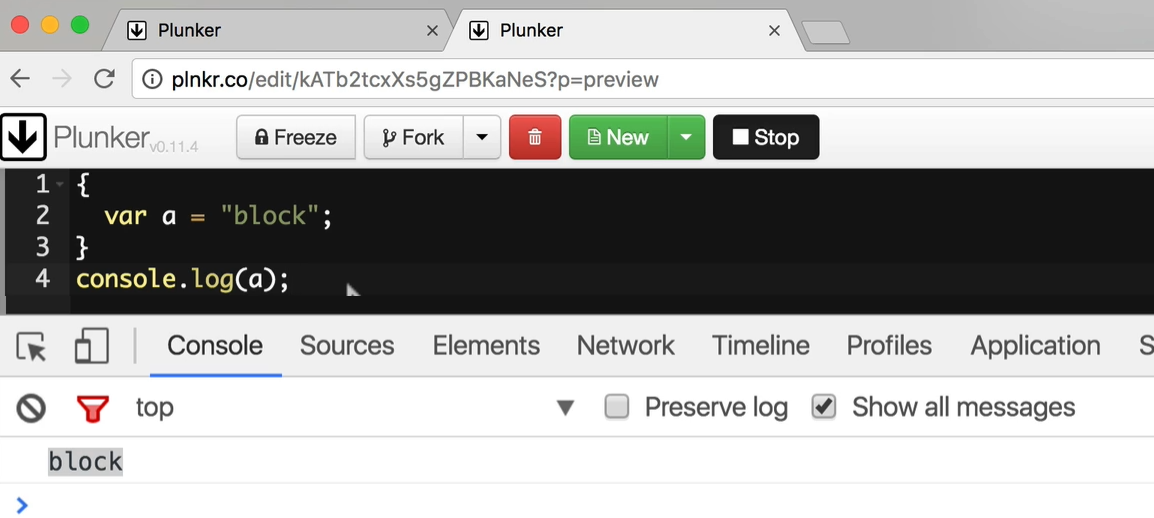 Plunker
Plunker
plnkr.co/edit/kATb2tcxXs5gZPBKaNeS?p=preview
Plunker v0.11.4 Freeze Fork New Stop
1 {
2 var a = "block";
3 }
4 console.log(a);
Console Sources Elements Network Timeline Profiles Application S
top Preserve log Show all messages
block